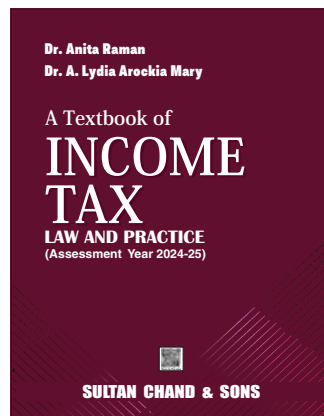 Dr. Anita Raman
Dr. A. Lydia Arockia Mary
A Textbook of
INCOME
TAX
LAW AND PRACTICE
(Assessment Year 2024-25)
SULTAN CHAND & SONS